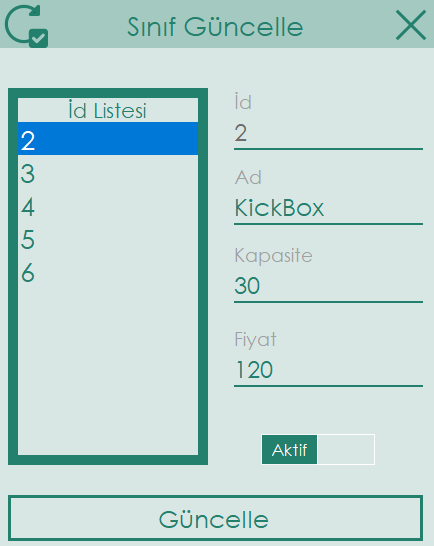 Sınıf Güncelle
İd Listesi
2
3
4
5
6
İd
2
Ad
KickBox
Kapasite
30
Fiyat
120
Aktif
Güncelle